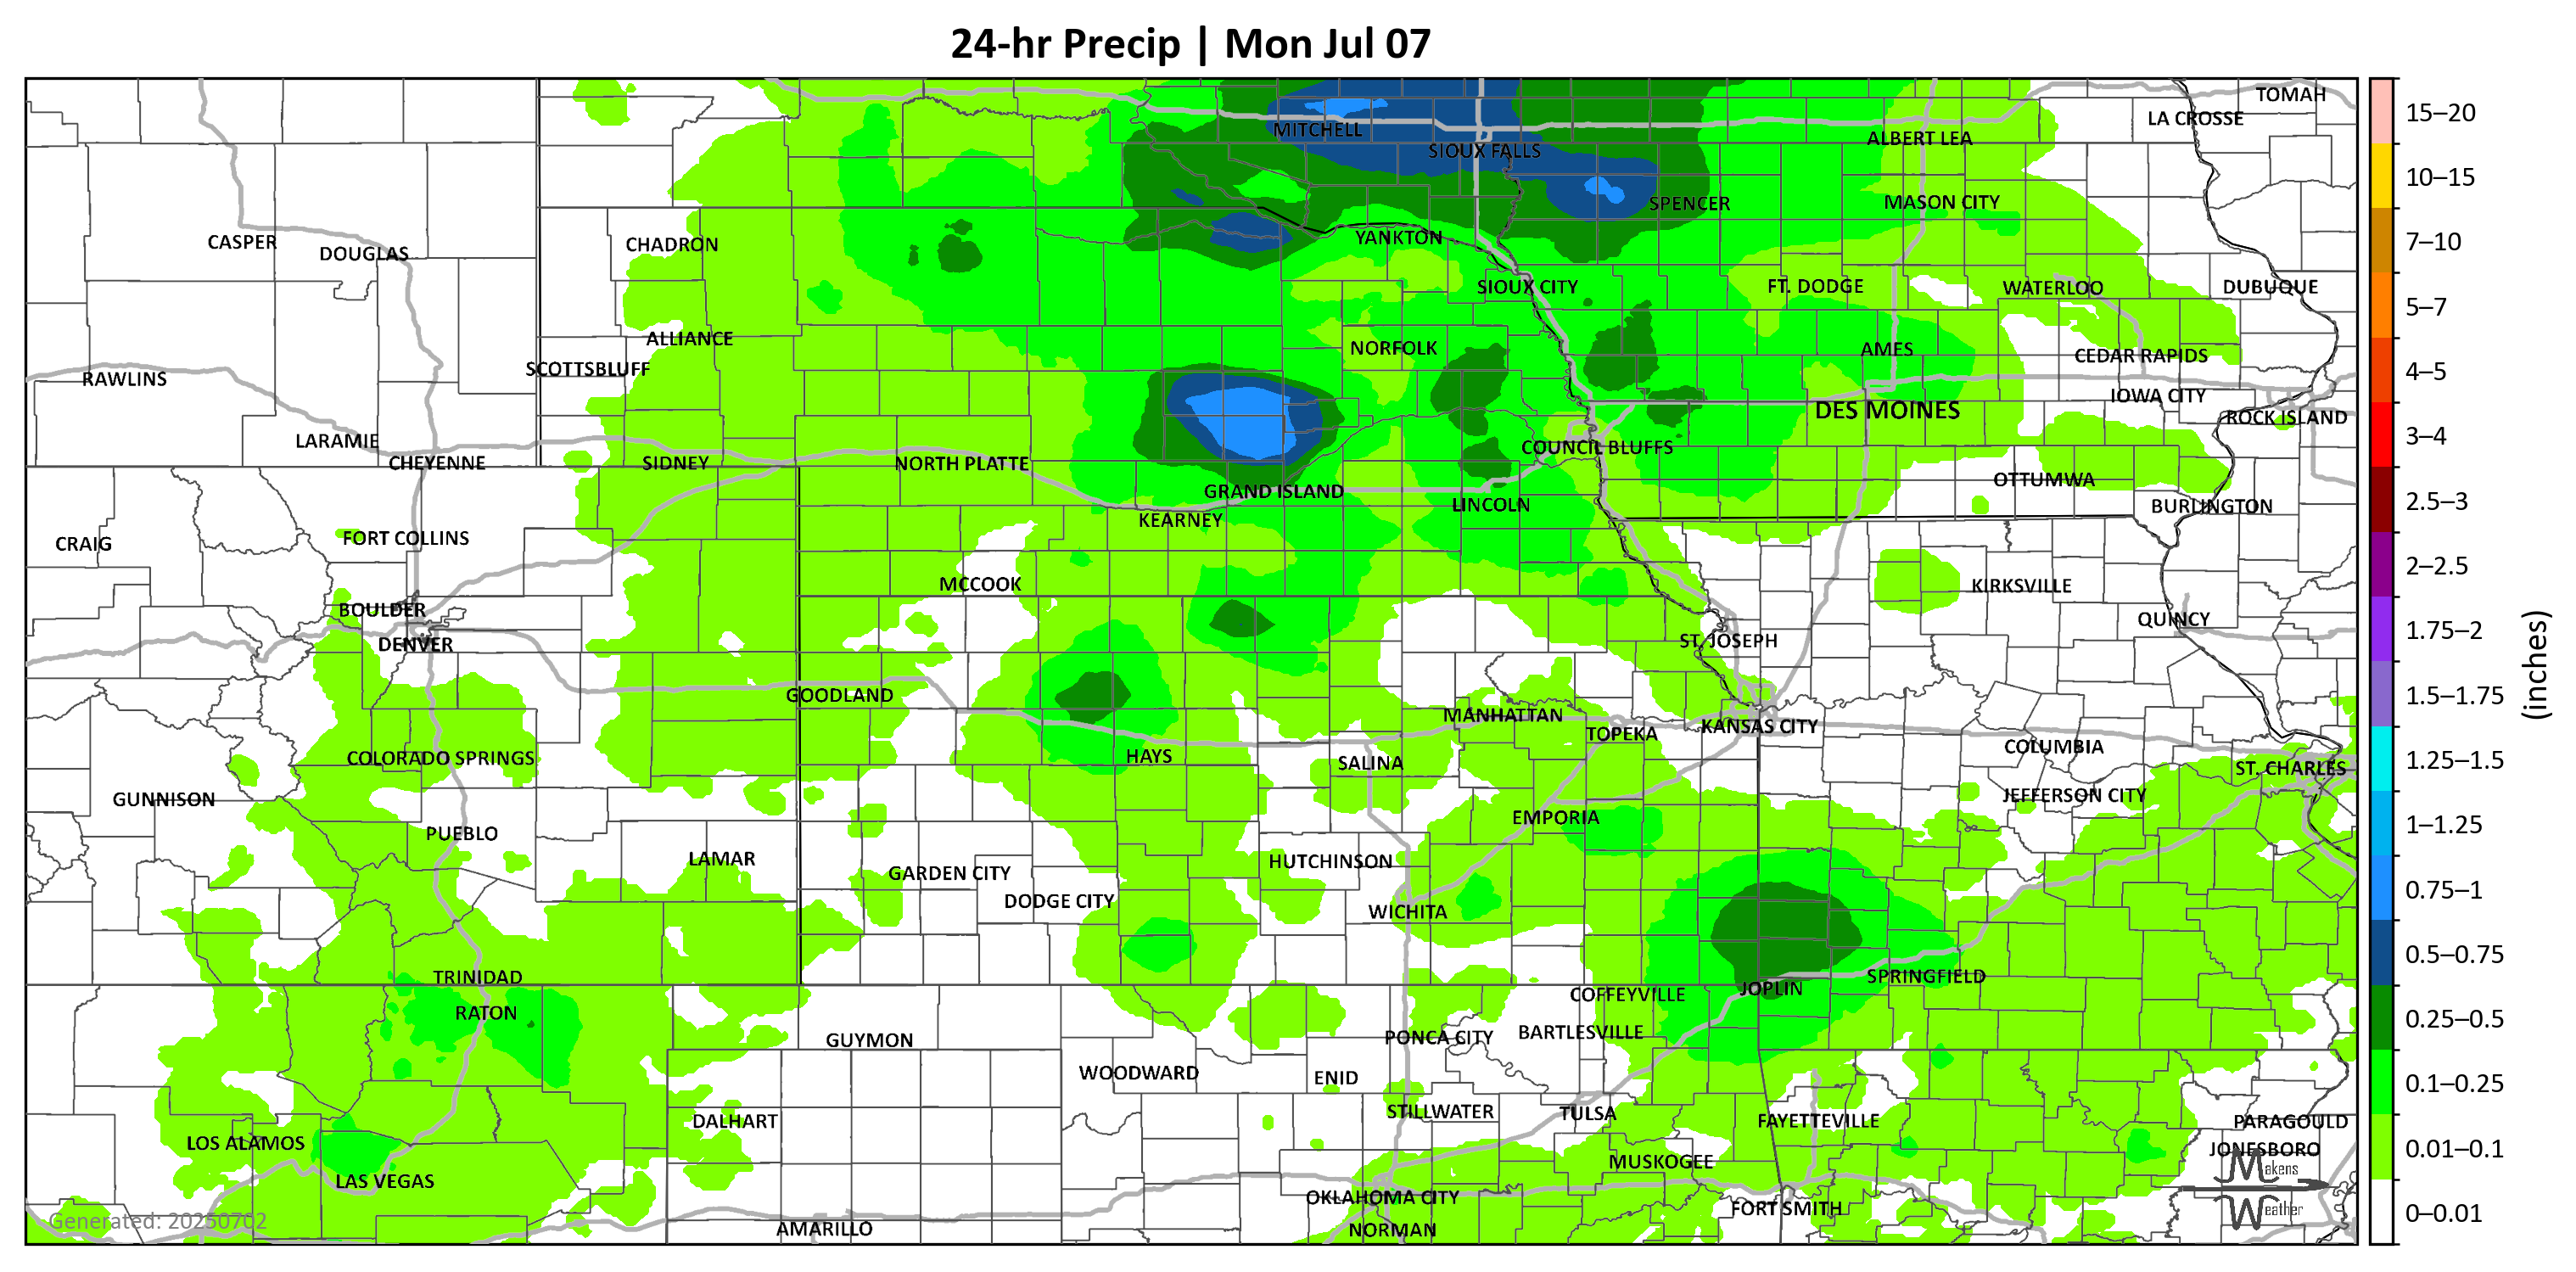 24-hr Precip | Mon Jul 07
TOMAH
LA CROSSE
MITCHELL
ALBERT LEA
SIOUX FALLS
SPENCER
MASON CITY
CASPER
DOUGLAS
CHADRON
YANKTON
SIOUX CITY
FT. DODGE
WATERLOO
DUBUQUE
ALLIANCE
NORFOLK
AMES
CEDAR RAPIDS
SCOTTSBLUFF
RAWLINS
IOWA CITY
DES MOINES
ROCK ISLAND
LARAMIE
COUNCIL BLUFFS
CHEYENNE
SIDNEY
NORTH PLATTE
OTTUMWA
GRAND ISLAND
LINCOLN
BURLINGTON
KEARNEY
FORT COLLINS
CRAIG
MCCOOK
KIRKSVILLE
BOULDER
QUINCY
DENVER
ST. JOSEPH
GOODLAND
MANHATTAN
KANSAS CITY
TOPEKA
COLUMBIA
COLORADO SPRINGS
HAYS
SALINA
ST. CHARLES
GUNNISON
JEFFERSON CITY
EMPORIA
PUEBLO
LAMAR
HUTCHINSON
GARDEN CITY
DODGE CITY
WICHITA
TRINIDAD
SPRINGFIELD
JOPLIN
COFFEYVILLE
RATON
BARTLESVILLE
PONCA CITY
GUYMON
WOODWARD
ENID
STILLWATER
TULSA
DALHART
FAYETTEVILLE
PARAGOULD
LOS ALAMOS
JONESBORO
MUSKOGEE
Makens
LAS VEGAS
OKLAHOMA CITY
FORT SMITH
Weather
Generated: 20250702
AMARILLO
NORMAN
15–20
10–15
7–10
5–7
4–5
3–4
2.5–3
2–2.5
1.75–2
1.5–1.75
1.25–1.5
1–1.25
0.75–1
0.5–0.75
0.25–0.5
0.1–0.25
0.01–0.1
0–0.01
(inches)